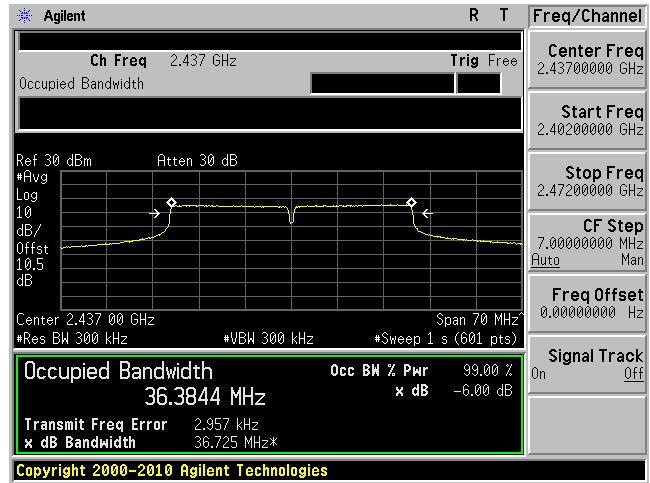 Agilent R T Freq/Channel
Ch Freq 2.437 GHz Trig Free
Occupied Bandwidth
Center Freq
2.43700000 GHz
Start Freq
2.40200000 GHz
Stop Freq
2.47200000 GHz
CF Step
7.00000000 MHz
Auto Man
Freq Offset
0.00000000 Hz
Signal Track
On Off
Ref 30 dBm Atten 30 dB
#Avg
Log
10
dB/
Offst
10.5
dB
Center 2.437 00 GHz Span 70 MHz^
#Res BW 300 kHz #VBW 300 kHz #Sweep 1 s (601 pts)
Occupied Bandwidth Occ BW % Pwr 99.00 %
36.3844 MHz x dB -6.00 dB
Transmit Freq Error 2.957 kHz
x dB Bandwidth 36.725 MHz*
Copyright 2000-2010 Agilent Technologies